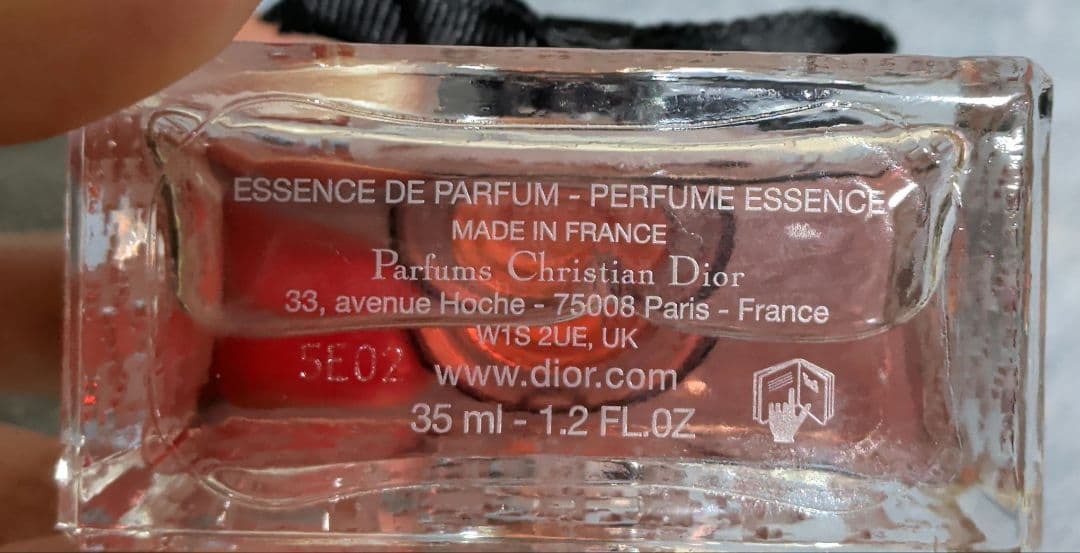 ESSENCE DE PARFUM - PERFUME ESSENCE
MADE IN FRANCE
Parfums Christian Dior
33, avenue Hoche - 75008 Paris - France
W1S 2UE, UK
5E02
www.dior.com
35 ml - 1.2 FL.OZ